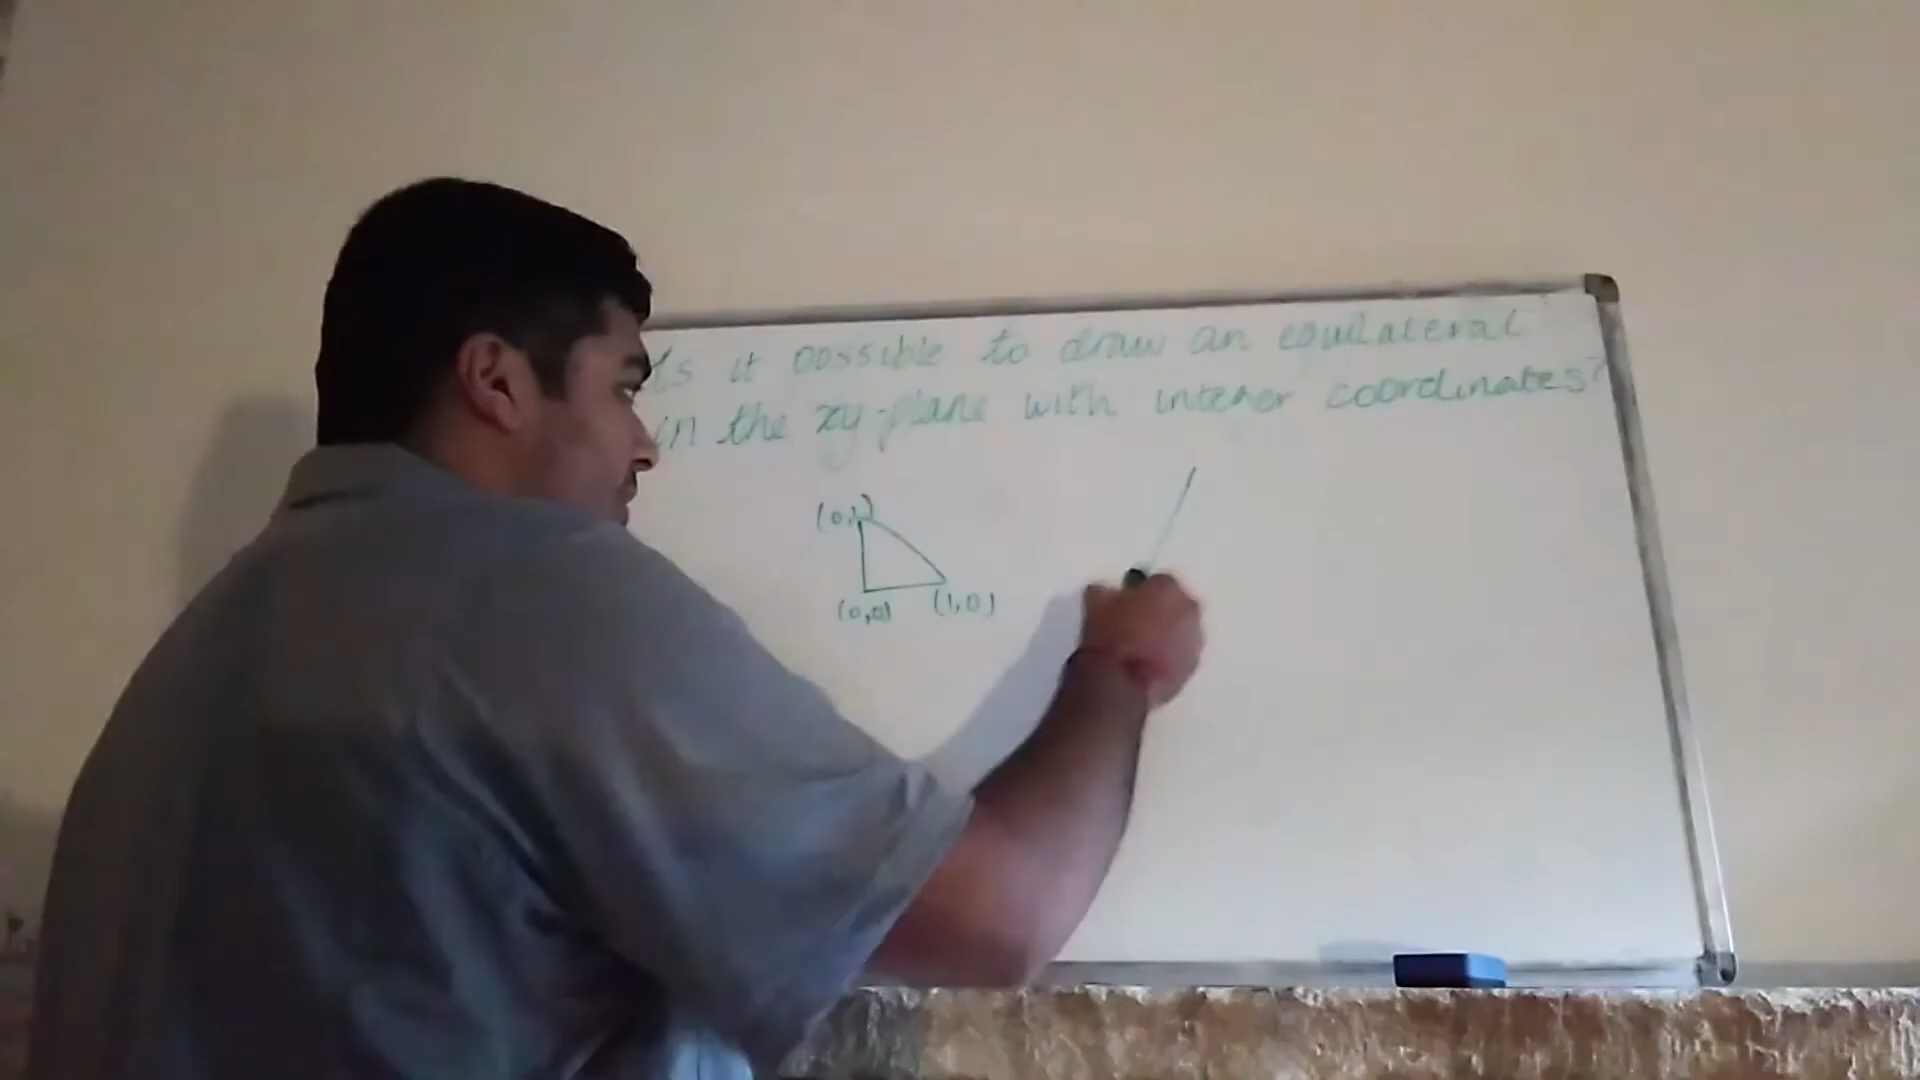 Is it possible to draw an equilateral
in the xy-plane with integer coordinates?
(0,1)
(0,0) (1,0)